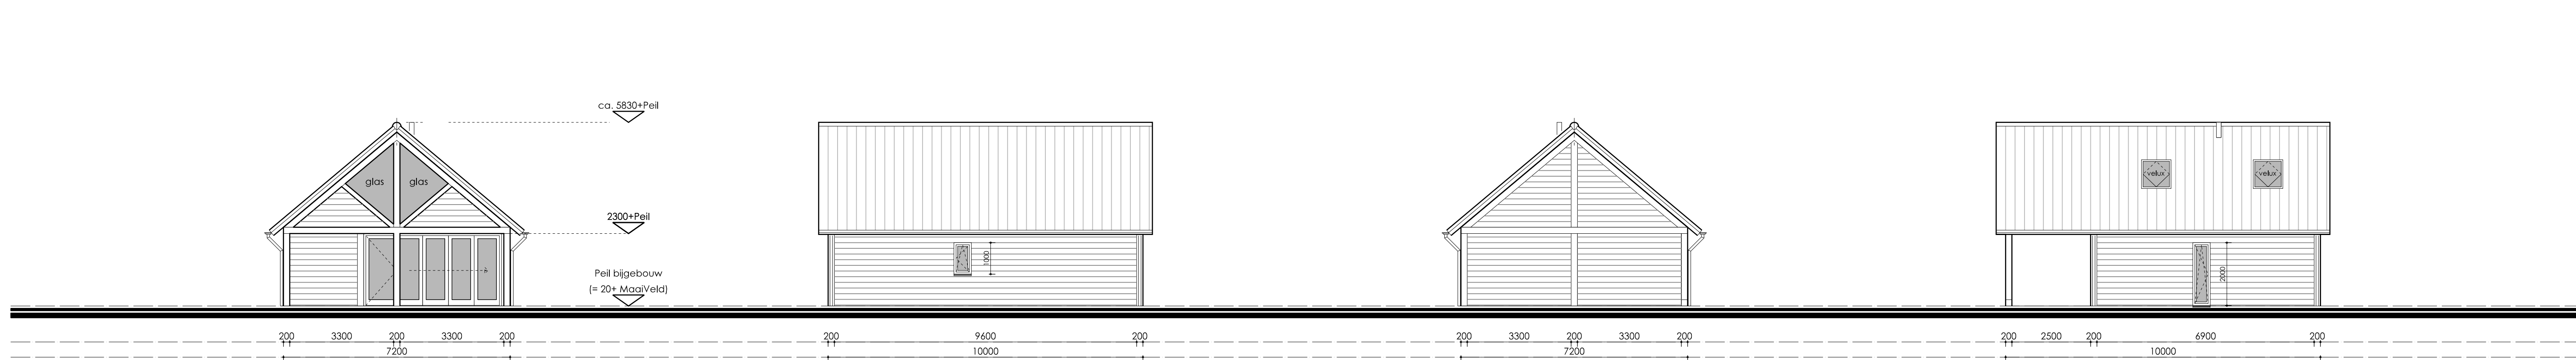 ca. 5830+Peil
glas glas
velux velux
2300+Peil
1000
2000
Peil bijgebouw
(= 20+ MaaiVeld)
200 3300 200 3300 200
7200
200 9600 200
10000
200 3300 200 3300 200
7200
200 2500 200 6900 200
10000